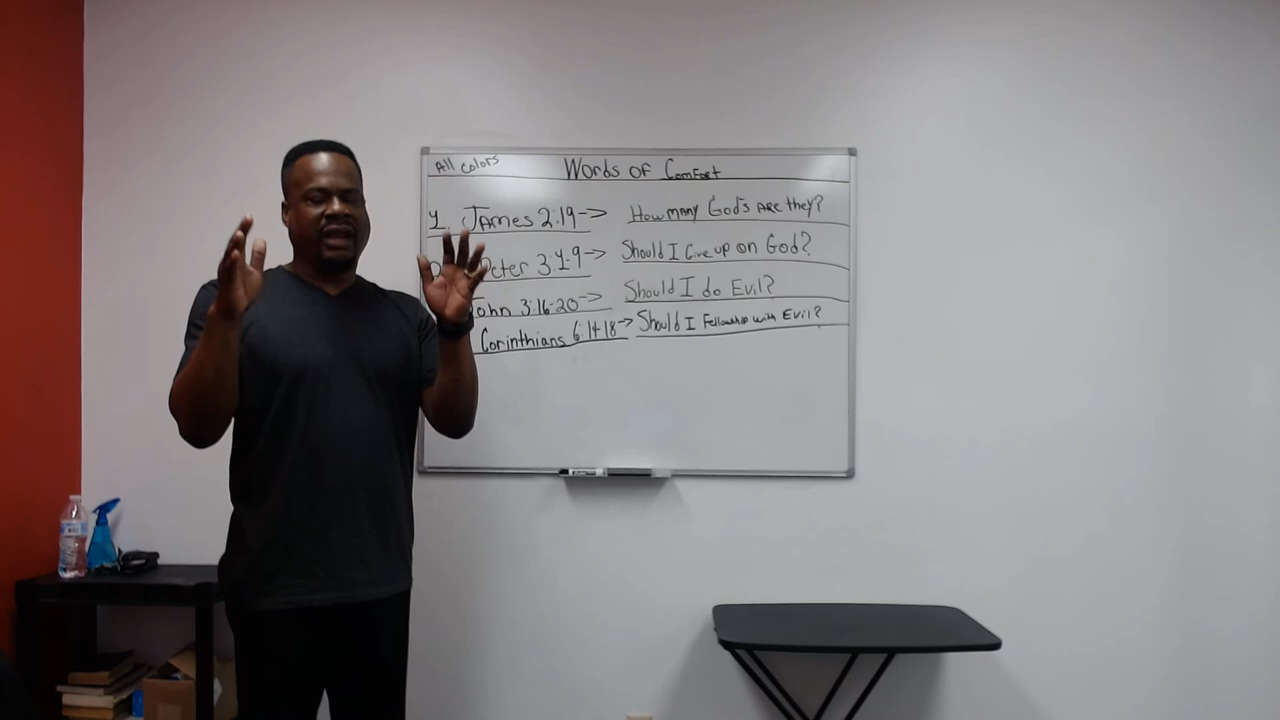 All colors
Words of Comfort
1. James 2:19-> How many God's are they?
Peter 3:1-9-> Should I Give up on God?
John 3:16-20-> Should I do Evil?
Corinthians 6:14-18-> Should I Fellowship with Evil?